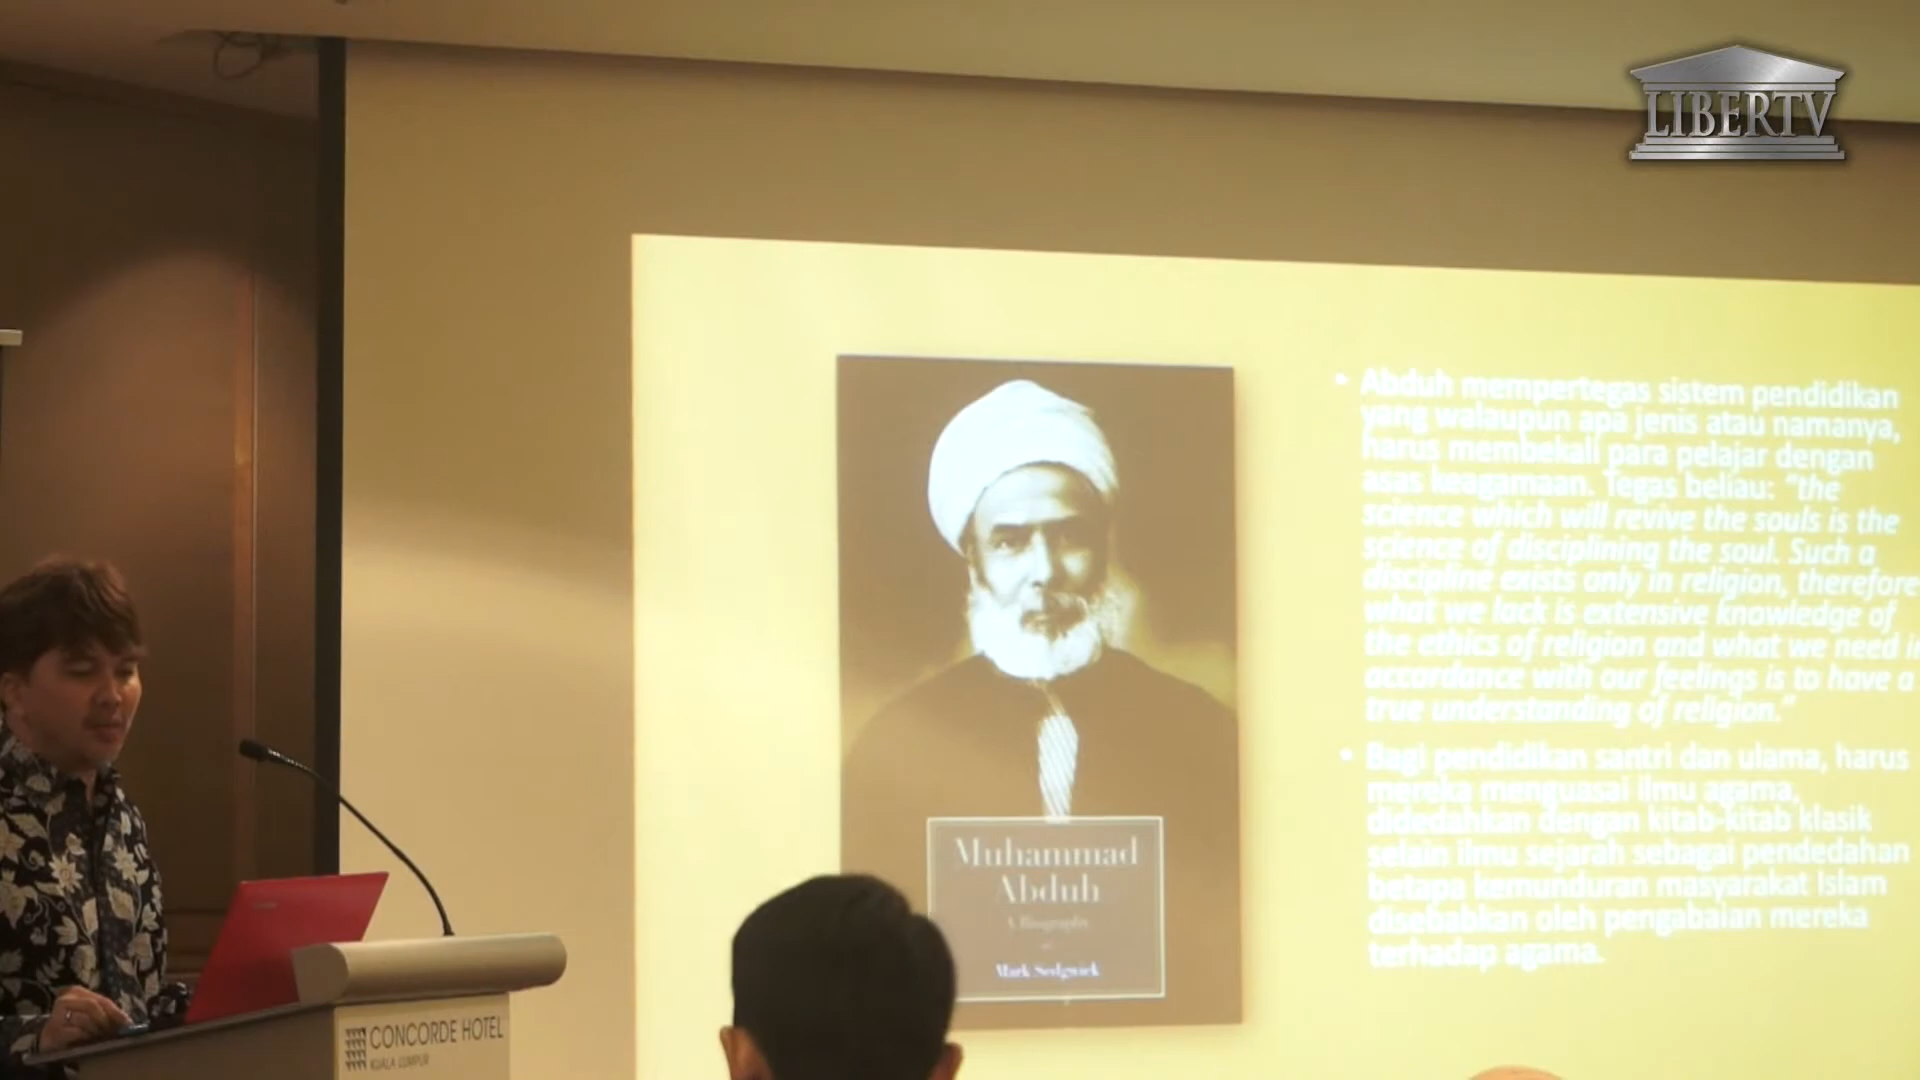 LIBERTV
• Abduh mempertegas sistem pendidikan
yang walaupun apa jenis atau namanya,
harus membekali para pelajar dengan
asas keagamaan. Tegas beliau: "the
science which will revive the souls is the
science of disciplining the soul. Such a
discipline exists only in religion, therefore
what we lack is extensive knowledge of
the ethics of religion and what we need in
accordance with our feelings is to have a
true understanding of religion."
• Bagi pendidikan santri dan ulama, harus
mereka menguasai ilmu agama,
didedahkan dengan kitab-kitab klasik
selain ilmu sejarah sebagai pendedahan
betapa kemunduran masyarakat Islam
disebabkan oleh pengabaian mereka
terhadap agama.
Muhammad
Abduh
A Biography
Mark Sedgwick
CONCORDE HOTEL
KUALA LUMPUR